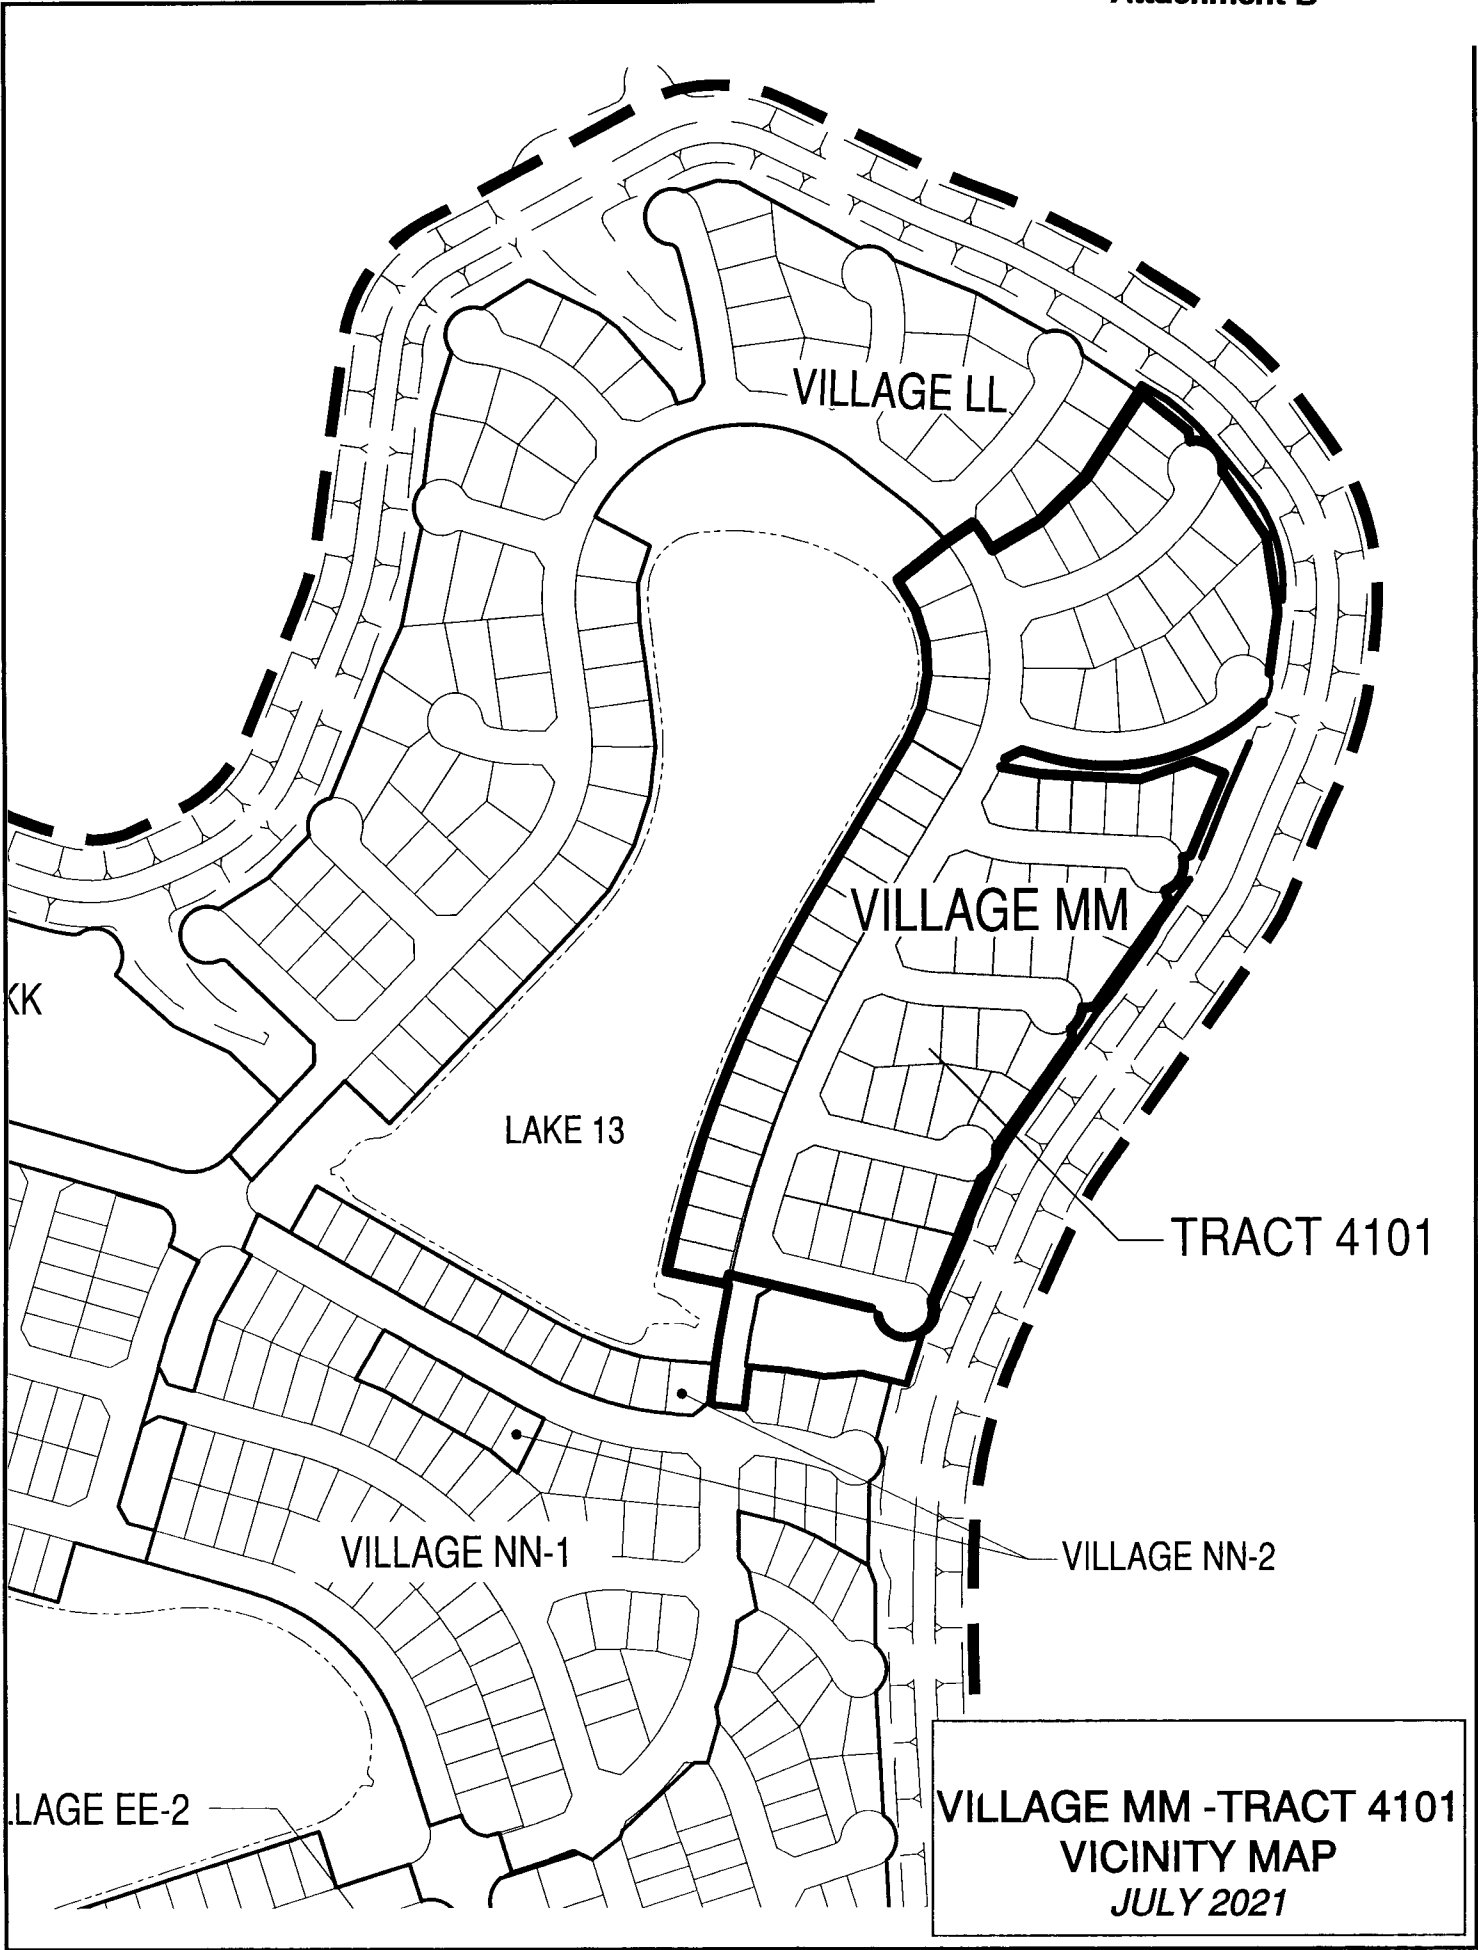 Attachment B
VILLAGE LL
VILLAGE MM
KK
LAKE 13
TRACT 4101
VILLAGE NN-1
VILLAGE NN-2
LLAGE EE-2
VILLAGE MM -TRACT 4101
VICINITY MAP
JULY 2021